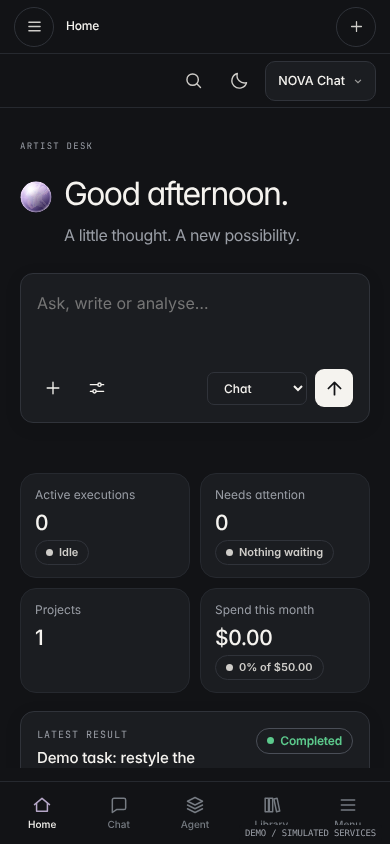 Home
NOVA Chat
ARTIST DESK
Good afternoon.
A little thought. A new possibility.
Ask, write or analyse...
Chat
Active executions
0
Idle
Needs attention
0
Nothing waiting
Projects
1
Spend this month
$0.00
0% of $50.00
LATEST RESULT
Completed
Demo task: restyle the
Home
Chat
Agent
Library
Menu
DEMO / SIMULATED SERVICES